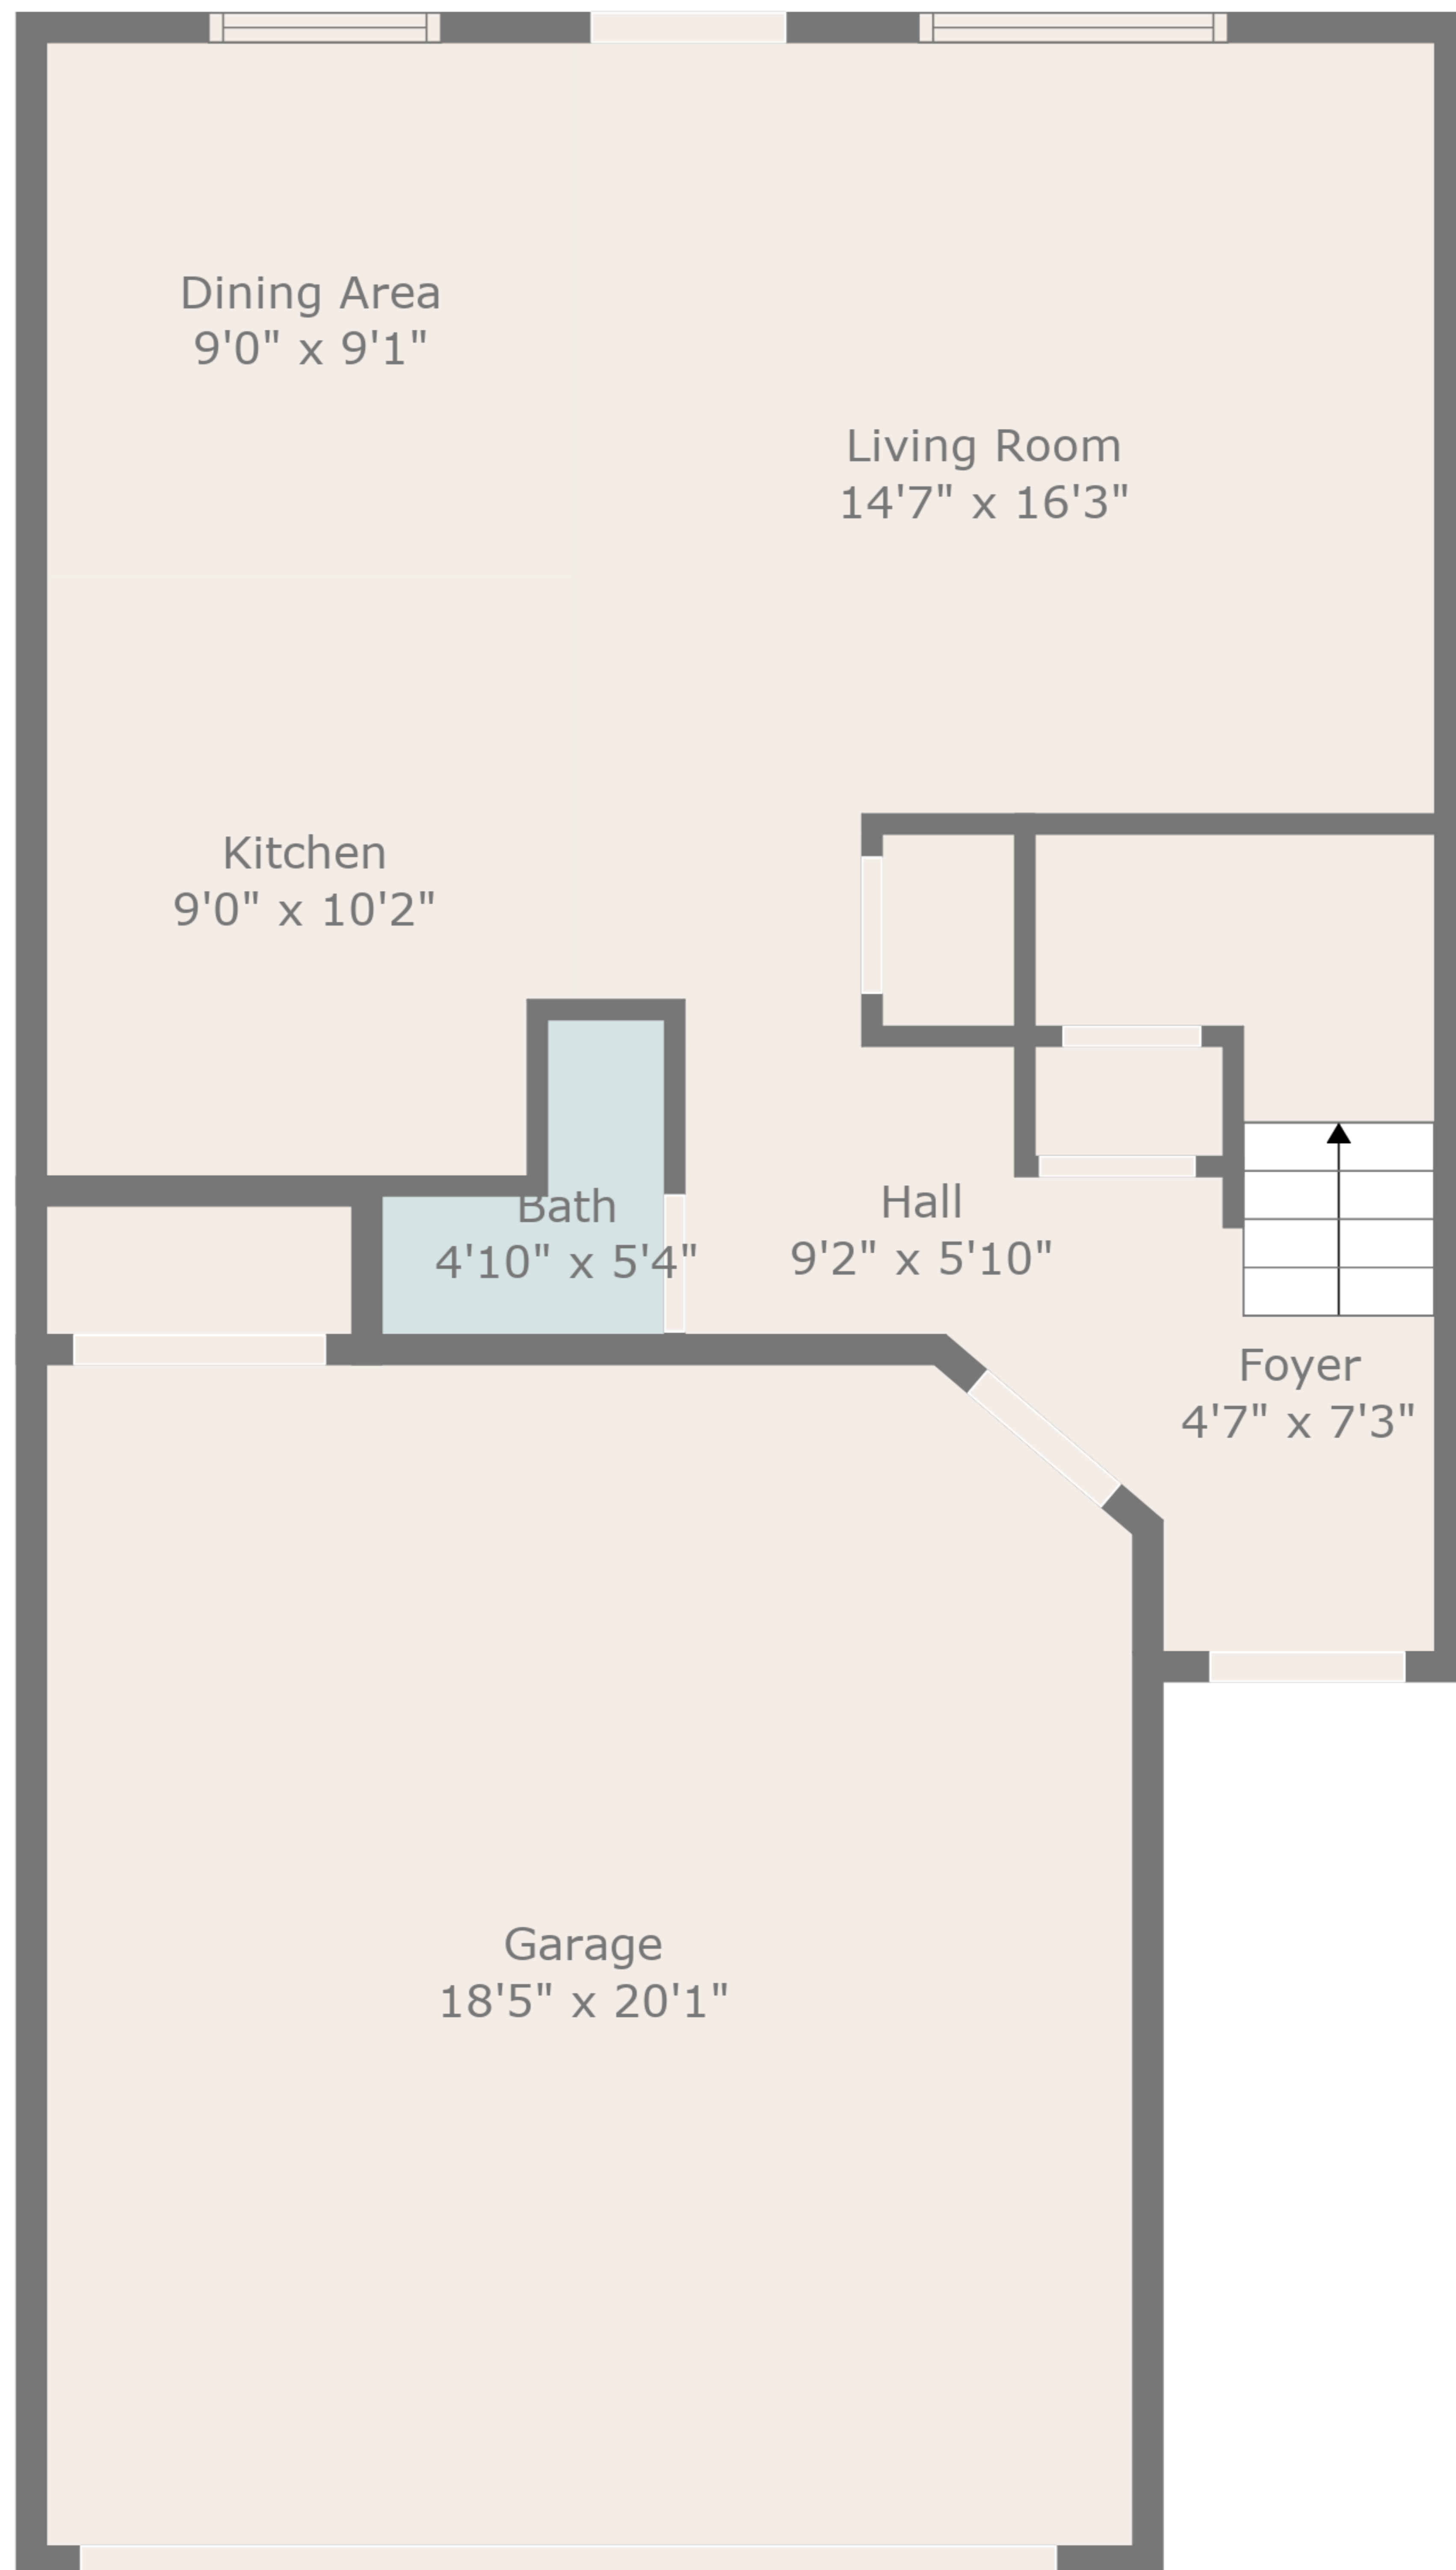 Dining Area
9'0" x 9'1"
Living Room
14'7" x 16'3"
Kitchen
9'0" x 10'2"
Bath
4'10" x 5'4"
Hall
9'2" x 5'10"
Foyer
4'7" x 7'3"
Garage
18'5" x 20'1"